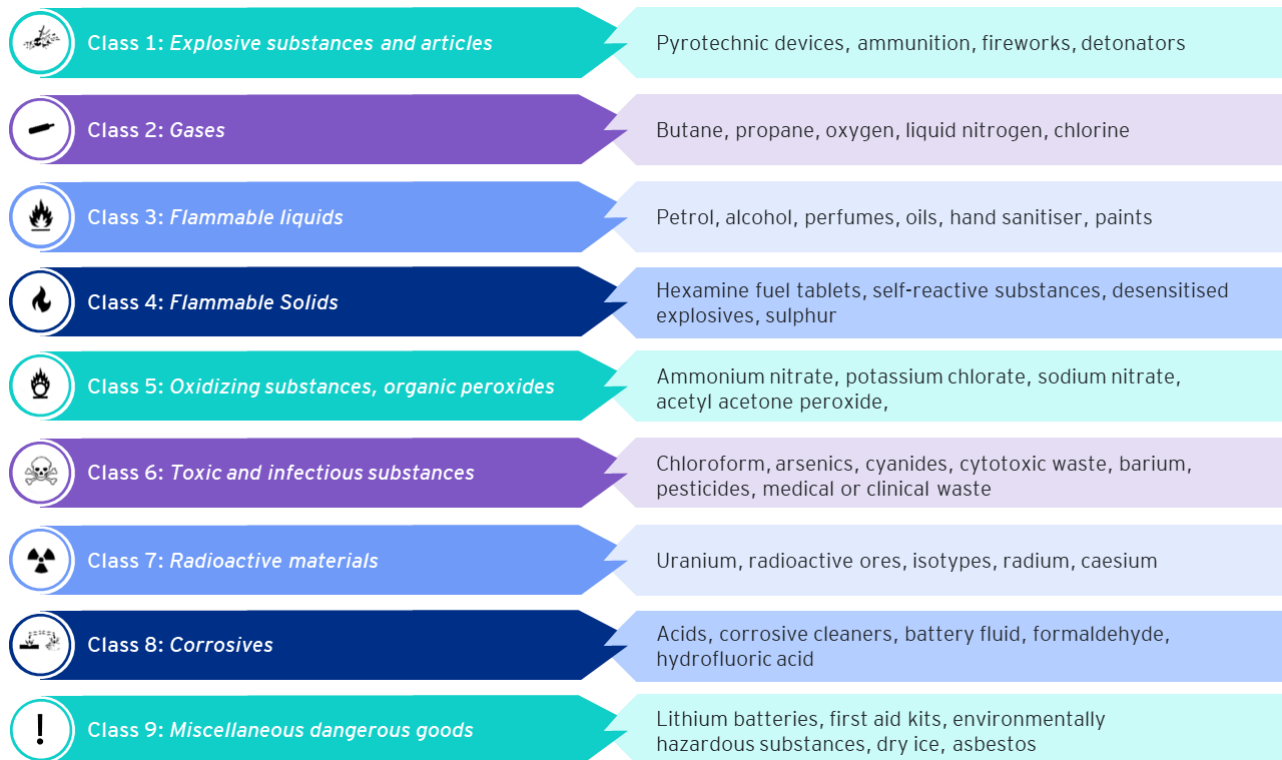 Class 1: Explosive substances and articles
Pyrotechnic devices, ammunition, fireworks, detonators
Class 2: Gases
Butane, propane, oxygen, liquid nitrogen, chlorine
Class 3: Flammable liquids
Petrol, alcohol, perfumes, oils, hand sanitiser, paints
Class 4: Flammable Solids
Hexamine fuel tablets, self-reactive substances, desensitised
explosives, sulphur
Class 5: Oxidizing substances, organic peroxides
Ammonium nitrate, potassium chlorate, sodium nitrate,
acetyl acetone peroxide,
Class 6: Toxic and infectious substances
Chloroform, arsenics, cyanides, cytotoxic waste, barium,
pesticides, medical or clinical waste
Class 7: Radioactive materials
Uranium, radioactive ores, isotypes, radium, caesium
Class 8: Corrosives
Acids, corrosive cleaners, battery fluid, formaldehyde,
hydrofluoric acid
!
Class 9: Miscellaneous dangerous goods
Lithium batteries, first aid kits, environmentally
hazardous substances, dry ice, asbestos